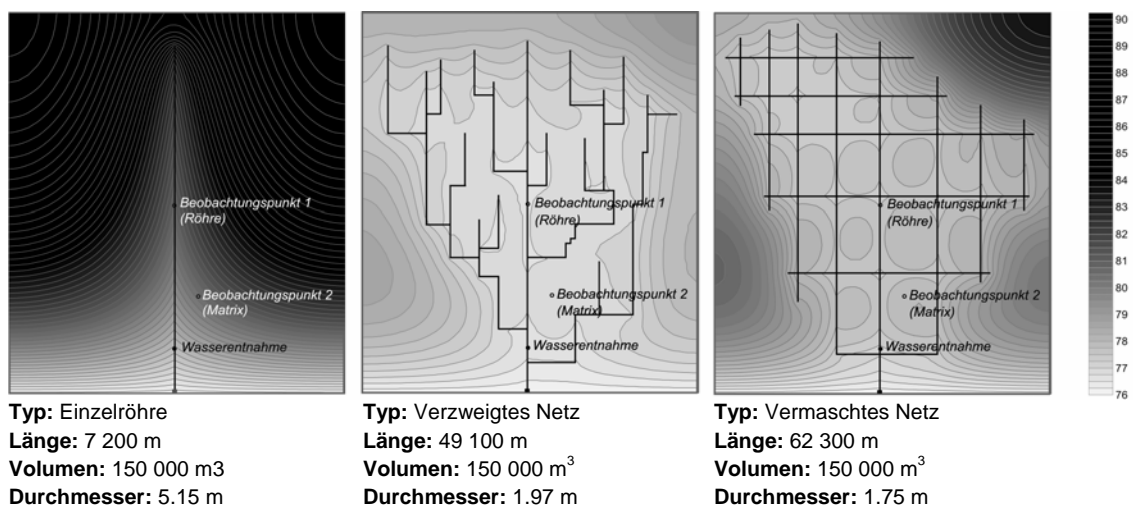 Beobachtungspunkt 1
(Röhre)
Beobachtungspunkt 2
(Matrix)
Wasserentnahme
Beobachtungspunkt 1
(Röhre)
Beobachtungspunkt 2
(Matrix)
Wasserentnahme
Beobachtungspunkt 1
(Röhre)
Beobachtungspunkt 2
(Matrix)
Wasserentnahme
90
89
88
87
86
85
84
83
82
81
80
79
78
77
76
Typ: Einzelröhre
Länge: 7 200 m
Volumen: 150 000 m3
Durchmesser: 5.15 m
Typ: Verzweigtes Netz
Länge: 49 100 m
Volumen: 150 000 m³
Durchmesser: 1.97 m
Typ: Vermaschtes Netz
Länge: 62 300 m
Volumen: 150 000 m³
Durchmesser: 1.75 m